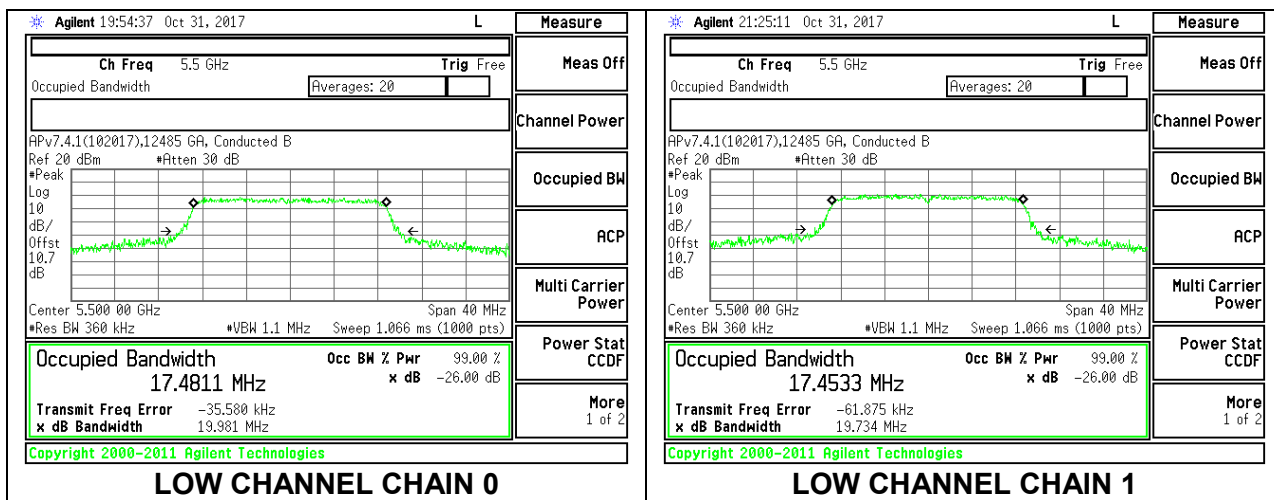 Agilent 19:54:37 Oct 31, 2017 L
Measure
Ch Freq 5.5 GHz Trig Free
Occupied Bandwidth Averages: 20
APv7.4.1(102017),12485 GA, Conducted B
Ref 20 dBm #Atten 30 dB
#Peak
Log
10
dB/
Offst
10.7
dB
Center 5.500 00 GHz Span 40 MHz
#Res BW 360 kHz #VBW 1.1 MHz Sweep 1.066 ms (1000 pts)
Occupied Bandwidth Occ BW % Pwr 99.00 %
17.4811 MHz x dB -26.00 dB
Transmit Freq Error -35.580 kHz
x dB Bandwidth 19.981 MHz
Copyright 2000-2011 Agilent Technologies
Meas Off
Channel Power
Occupied BW
ACP
Multi Carrier
Power
Power Stat
CCDF
More
1 of 2
LOW CHANNEL CHAIN 0
Agilent 21:25:11 Oct 31, 2017 L
Measure
Ch Freq 5.5 GHz Trig Free
Occupied Bandwidth Averages: 20
APv7.4.1(102017),12485 GA, Conducted B
Ref 20 dBm #Atten 30 dB
#Peak
Log
10
dB/
Offst
10.7
dB
Center 5.500 00 GHz Span 40 MHz
#Res BW 360 kHz #VBW 1.1 MHz Sweep 1.066 ms (1000 pts)
Occupied Bandwidth Occ BW % Pwr 99.00 %
17.4533 MHz x dB -26.00 dB
Transmit Freq Error -61.875 kHz
x dB Bandwidth 19.734 MHz
Copyright 2000-2011 Agilent Technologies
Meas Off
Channel Power
Occupied BW
ACP
Multi Carrier
Power
Power Stat
CCDF
More
1 of 2
LOW CHANNEL CHAIN 1